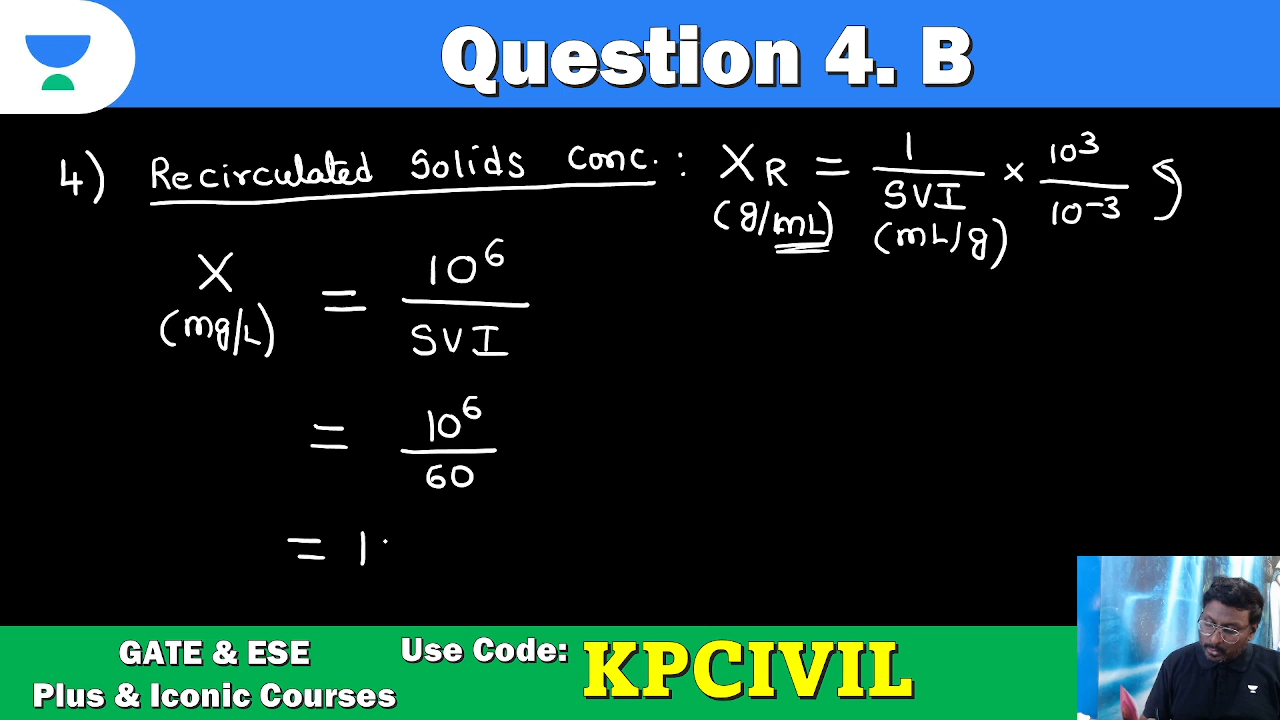 Question 4. B
4) Recirculated Solids Conc. : X_R = 1/SVI × 10^3/10^-3
(g/mL) (mL/g)
X = 10^6/SVI
(mg/L)
= 10^6/60
= 1.
GATE & ESE
Plus & Iconic Courses
Use Code: KPCIVIL